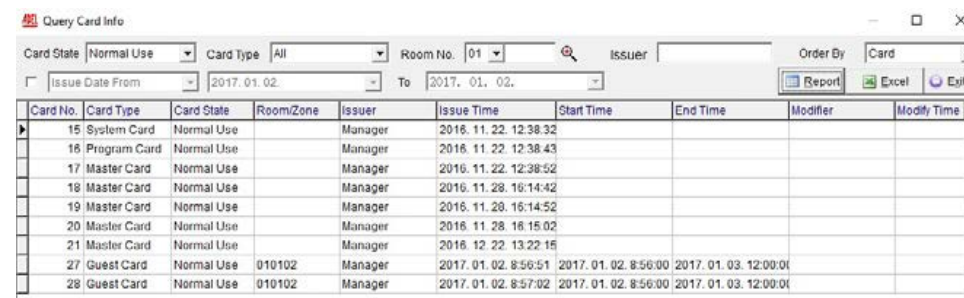 ADEL Query Card Info
Card State Normal Use Card Type All Room No. 01 Issuer Order By Card
Issue Date From 2017. 01. 02. To 2017. 01. 02. Report Excel Exit
Card No. Card Type Card State Room/Zone Issuer Issue Time Start Time End Time Modifier Modify Time
15 System Card Normal Use Manager 2016. 11. 22. 12:38:32
16 Program Card Normal Use Manager 2016. 11. 22. 12:38:43
17 Master Card Normal Use Manager 2016. 11. 22. 12:38:52
18 Master Card Normal Use Manager 2016. 11. 28. 16:14:42
19 Master Card Normal Use Manager 2016. 11. 28. 16:14:52
20 Master Card Normal Use Manager 2016. 11. 28. 16:15:02
21 Master Card Normal Use Manager 2016. 12. 22. 13:22:15
27 Guest Card Normal Use 010102 Manager 2017. 01. 02. 8:56:51 2017. 01. 02. 8:56:00 2017. 01. 03. 12:00:00
28 Guest Card Normal Use 010102 Manager 2017. 01. 02. 8:57:02 2017. 01. 02. 8:56:00 2017. 01. 03. 12:00:00